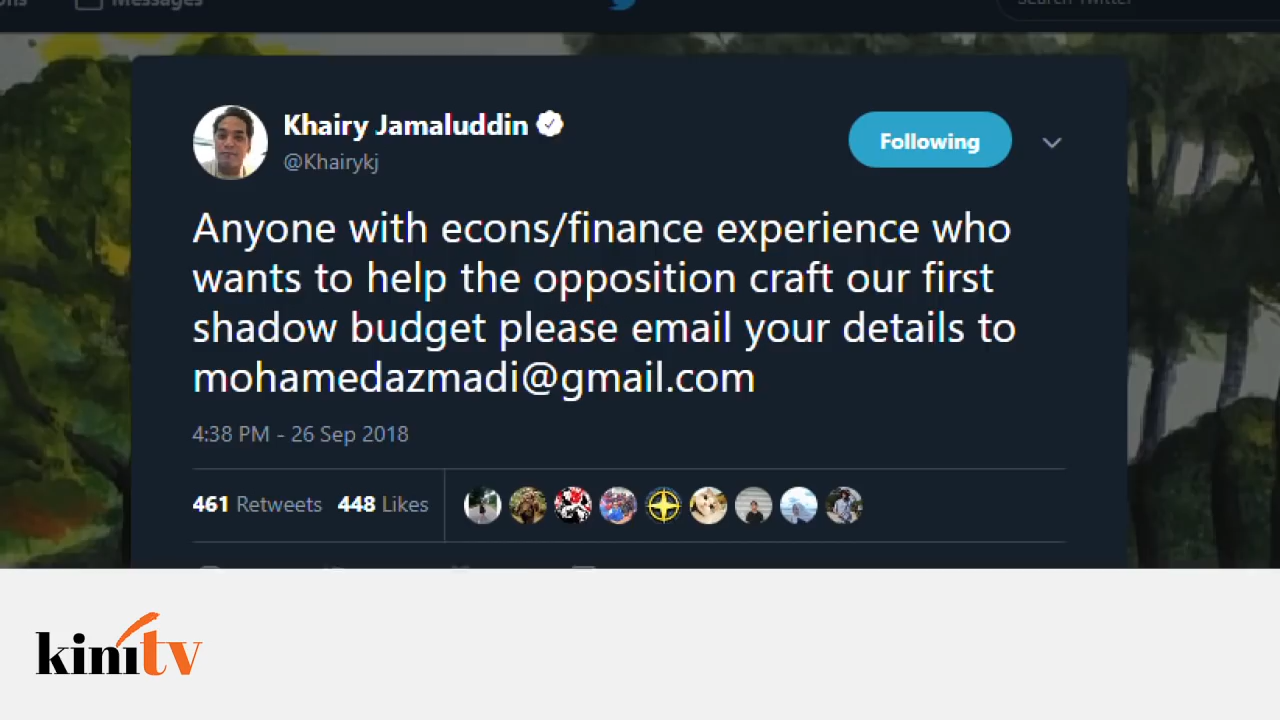 Messages
Khairy Jamaluddin
@Khairykj
Following
Anyone with econs/finance experience who
wants to help the opposition craft our first
shadow budget please email your details to
mohamedazmadi@gmail.com
4:38 PM - 26 Sep 2018
461 Retweets 448 Likes
kinitv